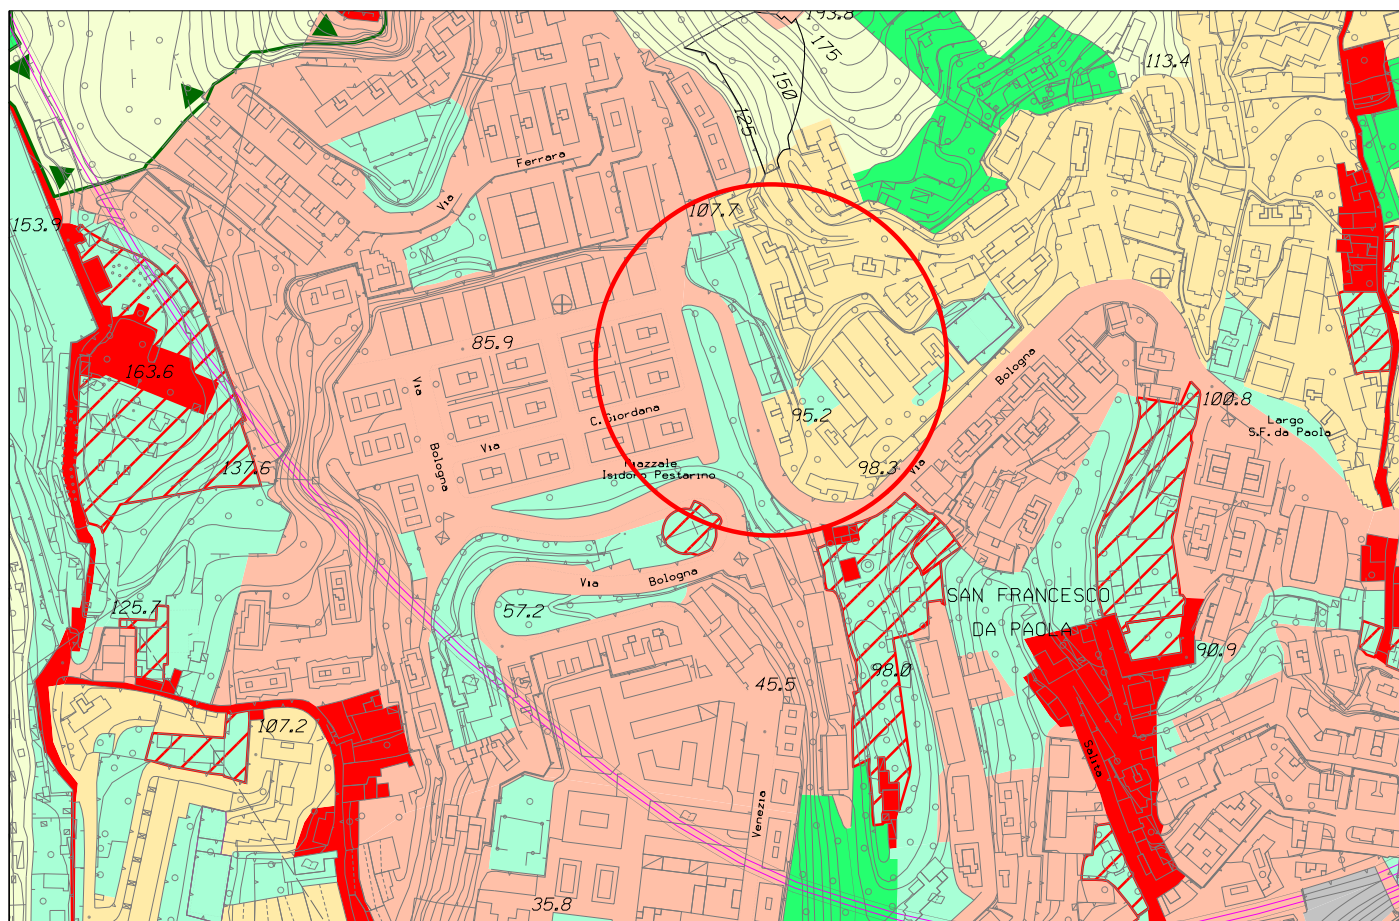 193.8
175
113.4
150
125
Ferrara
Via
107.7
153.9
85.9
163.6
Via
Bologna
C. Giordana
Via
Bologna
95.2
100.8
Largo
S.F. da Paola
137.6
Piazzale
Isidoro Pestarino
98.3
Via
Bologna
Via
57.2
125.7
SAN FRANCESCO
DA PAOLA
90.9
98.0
45.5
107.2
Salita
Venezia
35.8